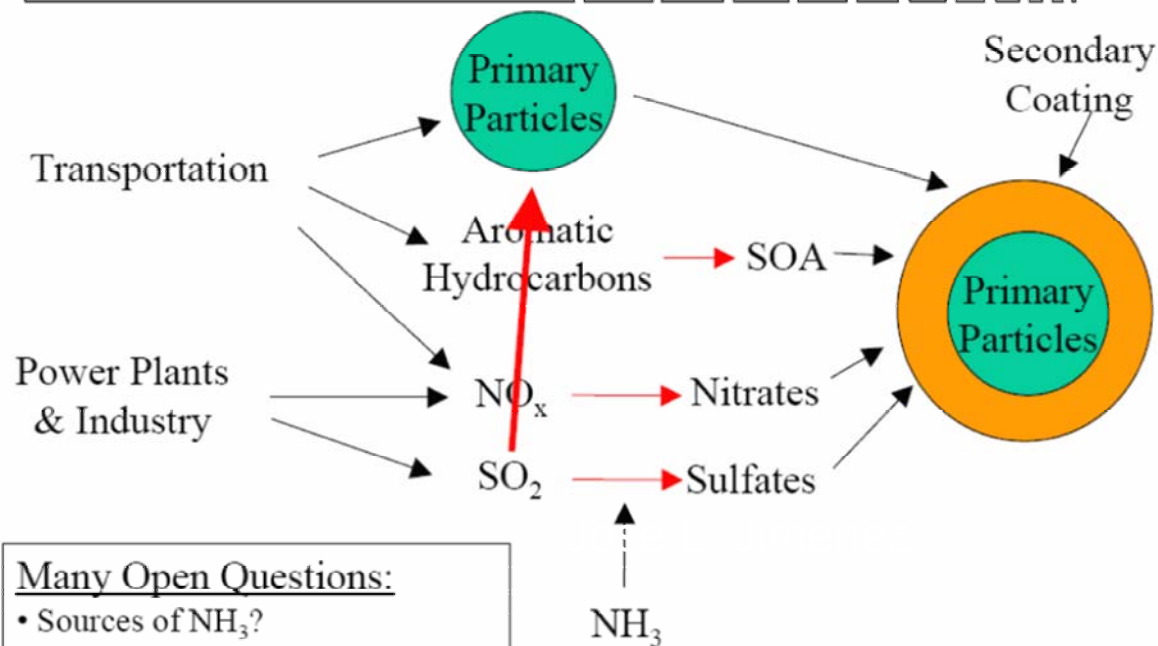 Primary
Particles
Secondary
Coating
Transportation
Aromatic
Hydrocarbons
SOA
Primary
Particles
Power Plants
& Industry
NOₓ
Nitrates
SO₂
Sulfates
NH₃
Many Open Questions:
• Sources of NH₃?